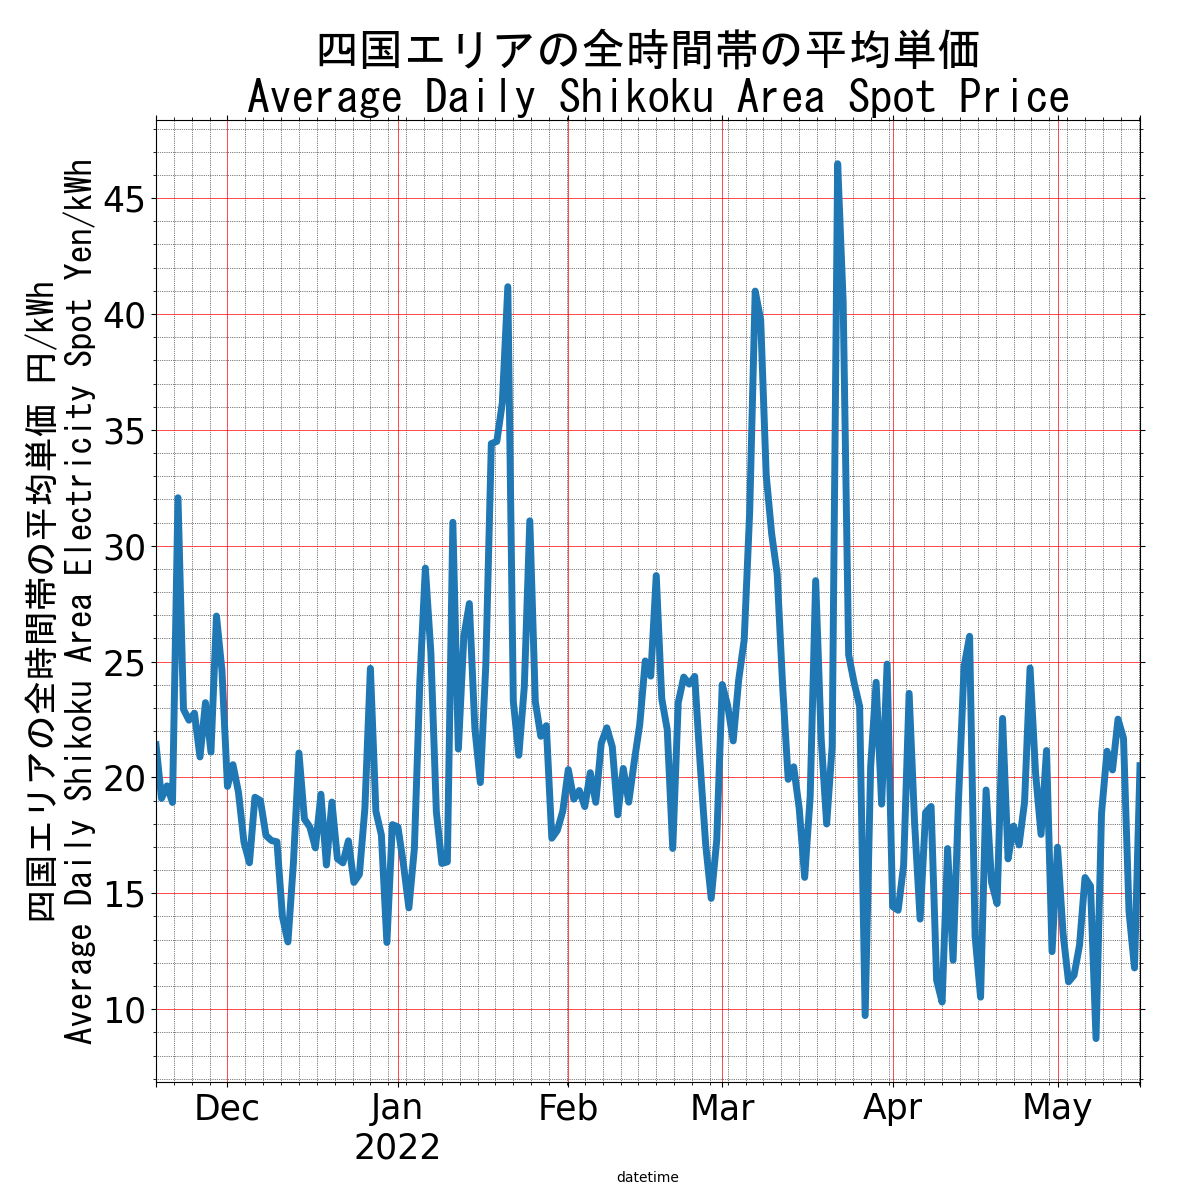 四国エリアの全時間帯の平均単価
Average Daily Shikoku Area Spot Price
四国エリアの全時間帯の平均単価 円/kWh
Average Daily Shikoku Area Electricity Spot Yen/kWh
45
40
35
30
25
20
15
10
Dec
Jan
2022
Feb
Mar
Apr
May
datetime